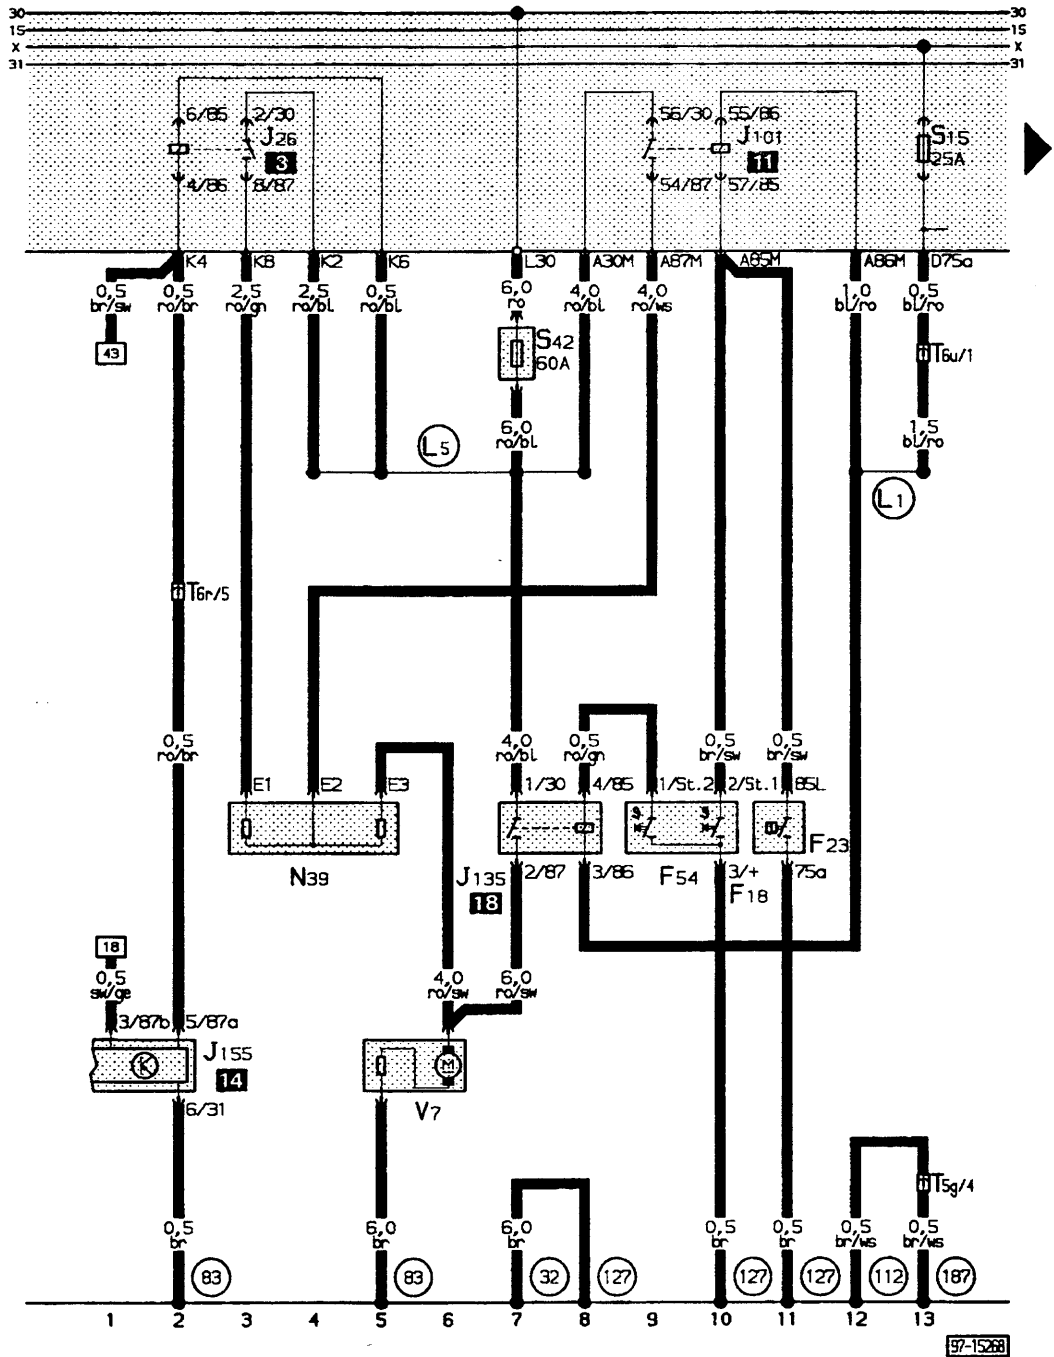 30 30
15 15
X X
31 31
6/85 2/30 56/30 55/86
J26 J101 S15
3 11 25A
4/86 8/87 54/87 57/85
K4 K8 K2 K6 L30 A30M A87M A85M A86M D75a
0,5 0,5 2,5 2,5 0,5 6,0 4,0 4,0 1,0 0,5
br/sw ro/br ro/gn ro/bl ro/bl ro ro/bl ro/ws bl/ro bl/ro
43 S42 T6u/1
60A
6,0 1,5
ro/bl bl/ro
L5
L1
T6r/5
0,5 4,0 0,5 0,5 0,5
ro/br ro/bl ro/gn br/sw br/sw
E1 E2 E3 1/30 4/85 1/St.2 2/St.1 85L
F23
N39 J135 2/87 3/86 F54 3/+ 75a
18 F18
18
0,5 4,0 6,0
sw/ge ro/sw ro/sw
3/87b 5/87a
K J155 M
14
6/31 V7
T5g/4
0,5 6,0 6,0 0,5 0,5 0,5 0,5
br br br br br br/ws br/ws
83 83 32 127 127 127 112 187
1 2 3 4 5 6 7 8 9 10 11 12 13
97-15268